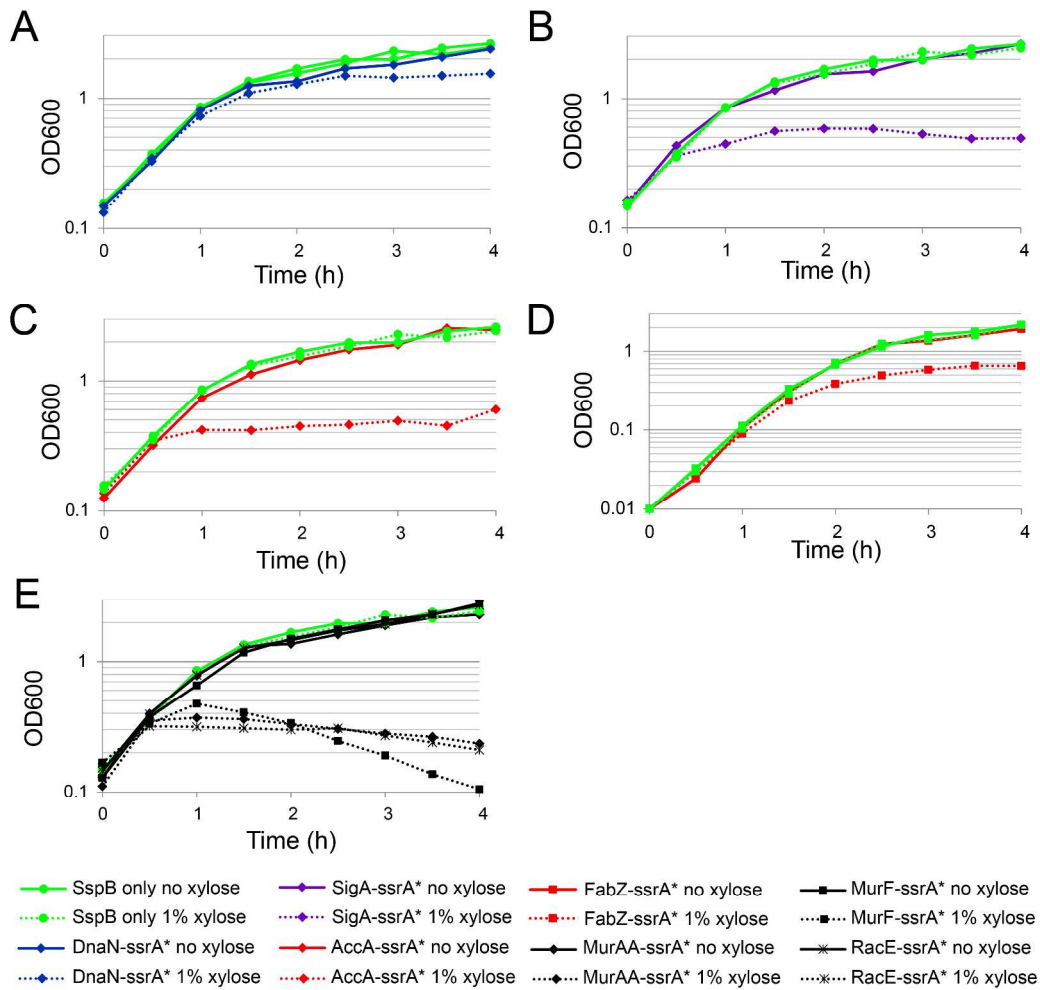 A
B
OD600
1
0.1
0 1 2 3 4
Time (h)
OD600
1
0.1
0 1 2 3 4
Time (h)
C
D
OD600
1
0.1
0 1 2 3 4
Time (h)
OD600
1
0.1
0.01
0 1 2 3 4
Time (h)
E
OD600
1
0.1
0 1 2 3 4
Time (h)
SspB only no xylose
SspB only 1% xylose
DnaN-ssrA* no xylose
DnaN-ssrA* 1% xylose
SigA-ssrA* no xylose
SigA-ssrA* 1% xylose
AccA-ssrA* no xylose
AccA-ssrA* 1% xylose
FabZ-ssrA* no xylose
FabZ-ssrA* 1% xylose
MurAA-ssrA* no xylose
MurAA-ssrA* 1% xylose
MurF-ssrA* no xylose
MurF-ssrA* 1% xylose
RacE-ssrA* no xylose
RacE-ssrA* 1% xylose